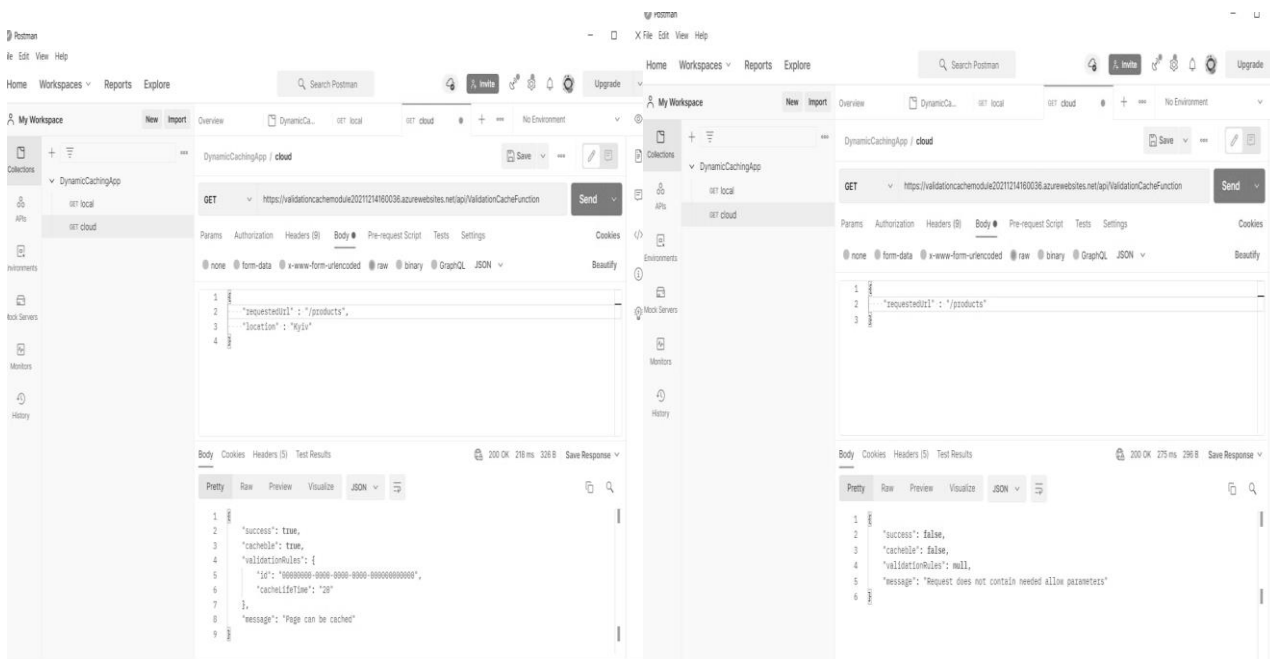 Postman
File Edit View Help
Home Workspaces Reports Explore
Search Postman
Invite
Upgrade
My Workspace
New Import
Overview
DynamicCa...
GET local
GET cloud
No Environment
Collections
APIs
Environments
Mock Servers
Monitors
History
DynamicCachingApp
GET local
GET cloud
DynamicCachingApp / cloud
Save
GET
https://validationcachemodule20211214160036.azurewebsites.net/api/ValidationCacheFunction
Send
Params Authorization Headers (9) Body Pre-request Script Tests Settings
Cookies
none form-data x-www-form-urlencoded raw binary GraphQL JSON
Beautify
1 {
2 "requestedUrl" : "/products",
3 "location" : "Kyiv"
4 }
Body Cookies Headers (5) Test Results
200 OK 216 ms 326 B Save Response
Pretty Raw Preview Visualize JSON
1 {
2 "success": true,
3 "cacheble": true,
4 "validationRules": {
5 "id": "00000000-0000-0000-0000-000000000000",
6 "cacheLifeTime": "20"
7 },
8 "message": "Page can be cached"
9 }
Postman
File Edit View Help
Home Workspaces Reports Explore
Search Postman
Invite
Upgrade
My Workspace
New Import
Overview
DynamicCa...
GET local
GET cloud
No Environment
Collections
APIs
Environments
Mock Servers
Monitors
History
DynamicCachingApp
GET local
GET cloud
DynamicCachingApp / cloud
Save
GET
https://validationcachemodule20211214160036.azurewebsites.net/api/ValidationCacheFunction
Send
Params Authorization Headers (9) Body Pre-request Script Tests Settings
Cookies
none form-data x-www-form-urlencoded raw binary GraphQL JSON
Beautify
1 {
2 "requestedUrl" : "/products"
3 }
Body Cookies Headers (5) Test Results
200 OK 275 ms 296 B Save Response
Pretty Raw Preview Visualize JSON
1 {
2 "success": false,
3 "cacheble": false,
4 "validationRules": null,
5 "message": "Request does not contain needed allow parameters"
6 }